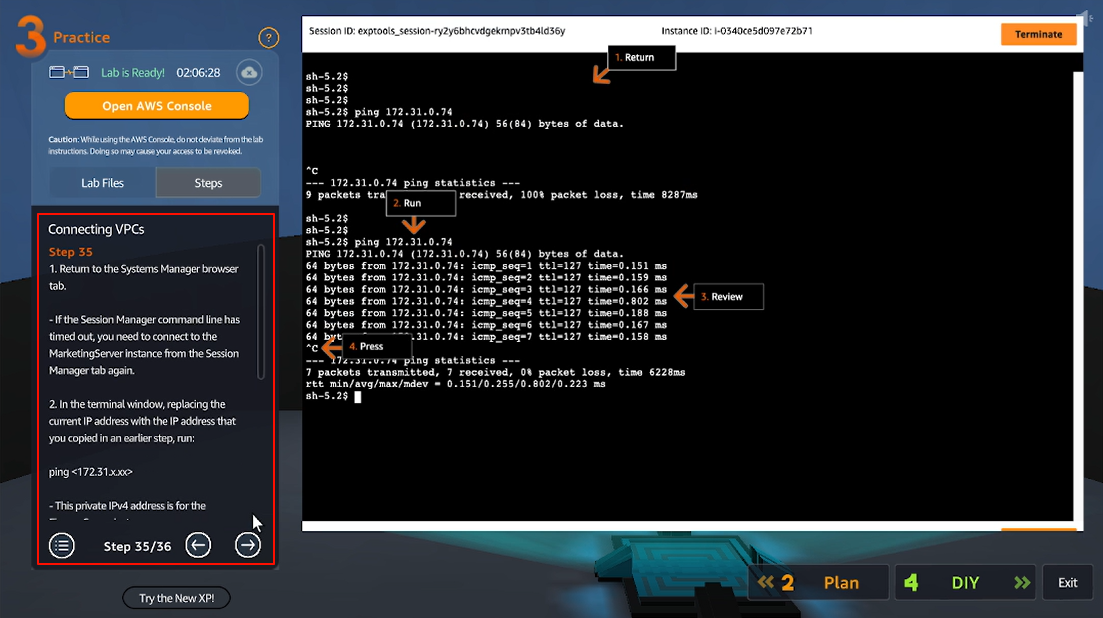 3 Practice
?
Lab is Ready! 02:06:28
Open AWS Console
Caution: While using the AWS Console, do not deviate from the lab
instructions. Doing so may cause your access to be revoked.
Lab Files
Steps
Connecting VPCs
Step 35
1. Return to the Systems Manager browser
tab.
- If the Session Manager command line has
timed out, you need to connect to the
MarketingServer instance from the Session
Manager tab again.
2. In the terminal window, replacing the
current IP address with the IP address that
you copied in an earlier step, run:
ping <172.31.x.xx>
- This private IPv4 address is for the
Step 35/36
Try the New XP!
Session ID: exptools_session-ry2y6bhcvdgekrnpv3tb4ld36y
Instance ID: i-0340ce5d097e72b71
Terminate
1. Return
sh-5.2$
sh-5.2$
sh-5.2$
sh-5.2$ ping 172.31.0.74
PING 172.31.0.74 (172.31.0.74) 56(84) bytes of data.
^C
--- 172.31.0.74 ping statistics ---
9 packets tra received, 100% packet loss, time 8287ms
2. Run
sh-5.2$
sh-5.2$
sh-5.2$ ping 172.31.0.74
PING 172.31.0.74 (172.31.0.74) 56(84) bytes of data.
64 bytes from 172.31.0.74: icmp_seq=1 ttl=127 time=0.151 ms
64 bytes from 172.31.0.74: icmp_seq=2 ttl=127 time=0.159 ms
64 bytes from 172.31.0.74: icmp_seq=3 ttl=127 time=0.166 ms
64 bytes from 172.31.0.74: icmp_seq=4 ttl=127 time=0.802 ms
64 bytes from 172.31.0.74: icmp_seq=5 ttl=127 time=0.188 ms
64 bytes from 172.31.0.74: icmp_seq=6 ttl=127 time=0.167 ms
64 bytes from 172.31.0.74: icmp_seq=7 ttl=127 time=0.158 ms
3. Review
^C
4. Press
--- 172.31.0.74 ping statistics ---
7 packets transmitted, 7 received, 0% packet loss, time 6228ms
rtt min/avg/max/mdev = 0.151/0.255/0.802/0.223 ms
sh-5.2$
2 Plan
4 DIY
Exit